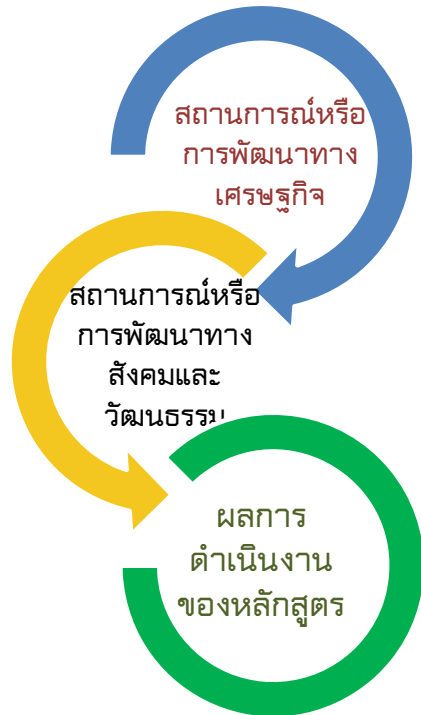 สถานการณ์หรือ
การพัฒนาทาง
เศรษฐกิจ
สถานการณ์หรือ
การพัฒนาทาง
สังคมและ
วัฒนธรรม
ผลการ
ดำเนินงาน
ของหลักสูตร